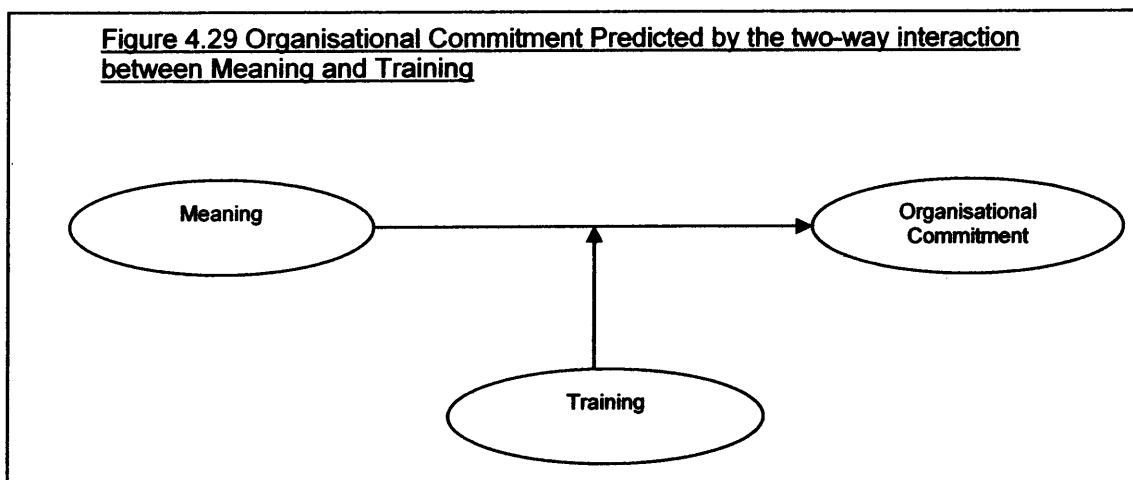 Figure 4.29 Organisational Commitment Predicted by the two-way interaction
between Meaning and Training
Meaning
Organisational
Commitment
Training